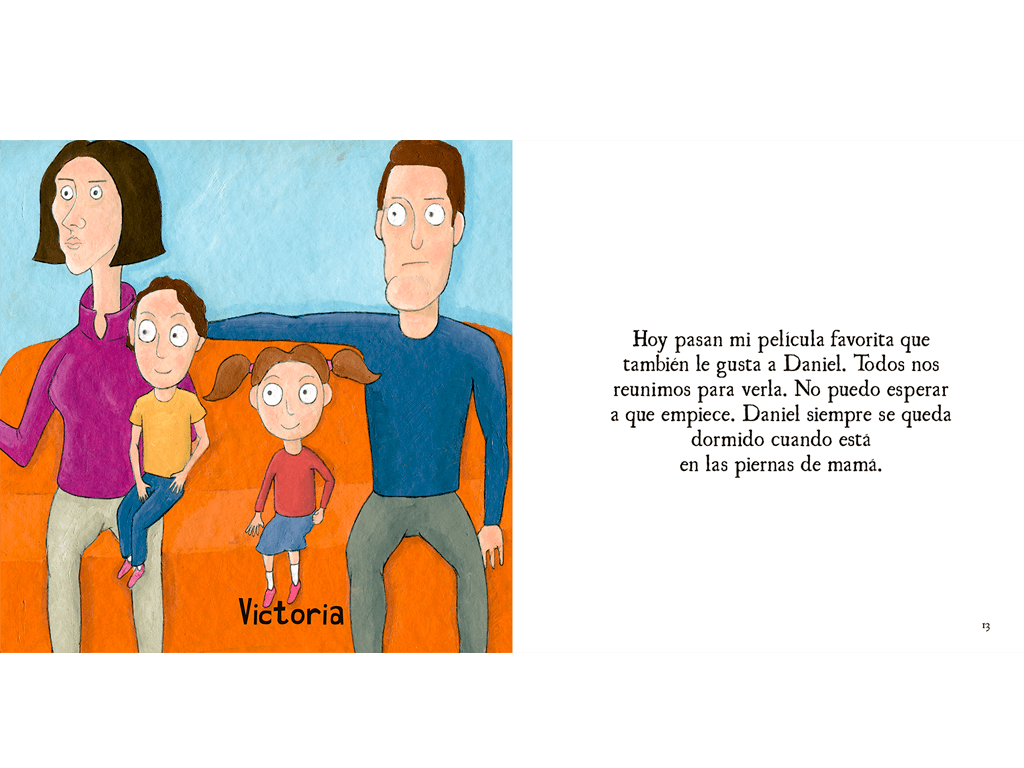 Victoria
Hoy pasan mi película favorita que
también le gusta a Daniel. Todos nos
reunimos para verla. No puedo esperar
a que empiece. Daniel siempre se queda
dormido cuando está
en las piernas de mamá.
13